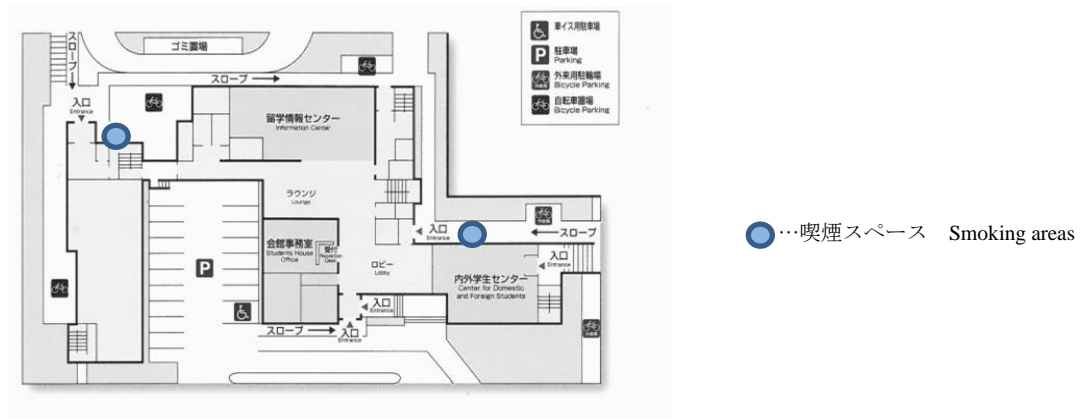 車イス用駐車場
P
駐車場
Parking
外来用駐輪場
Bicycle Parking
自転車置場
Bicycle Parking
スロープ
ゴミ置場
スロープ
入口
Entrance
留学情報センター
Information Center
ラウンジ
Lounge
入口
Entrance
スロープ
会館事務室
Students House
Office
受付
Reception
Desk
ロビー
Lobby
内外学生センター
Center for Domestic
and Foreign Students
入口
Entrance
P
入口
Entrance
スロープ
入口
Entrance
…喫煙スペース Smoking areas